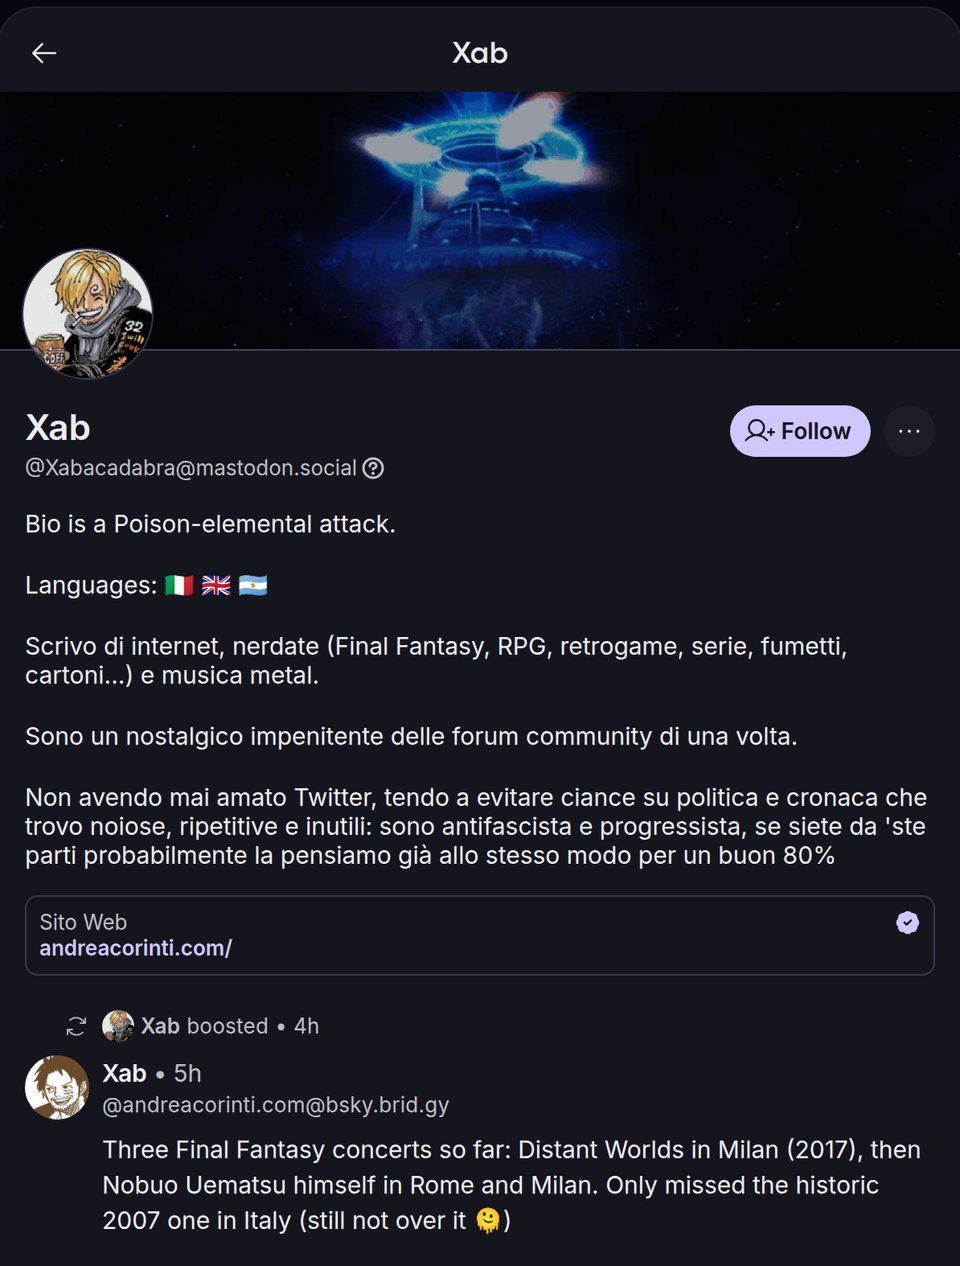 Xab
32
I will
cook
COFF
Xab
Follow
@Xabacadabra@mastodon.social
Bio is a Poison-elemental attack.
Languages: 🇮🇹 🇬🇧 🇦🇷
Scrivo di internet, nerdate (Final Fantasy, RPG, retrogame, serie, fumetti,
cartoni...) e musica metal.
Sono un nostalgico impenitente delle forum community di una volta.
Non avendo mai amato Twitter, tendo a evitare ciance su politica e cronaca che
trovo noiose, ripetitive e inutili: sono antifascista e progressista, se siete da 'ste
parti probabilmente la pensiamo già allo stesso modo per un buon 80%
Sito Web
andreacorinti.com/
Xab boosted • 4h
Xab • 5h
@andreacorinti.com@bsky.brid.gy
Three Final Fantasy concerts so far: Distant Worlds in Milan (2017), then
Nobuo Uematsu himself in Rome and Milan. Only missed the historic
2007 one in Italy (still not over it 🫠)